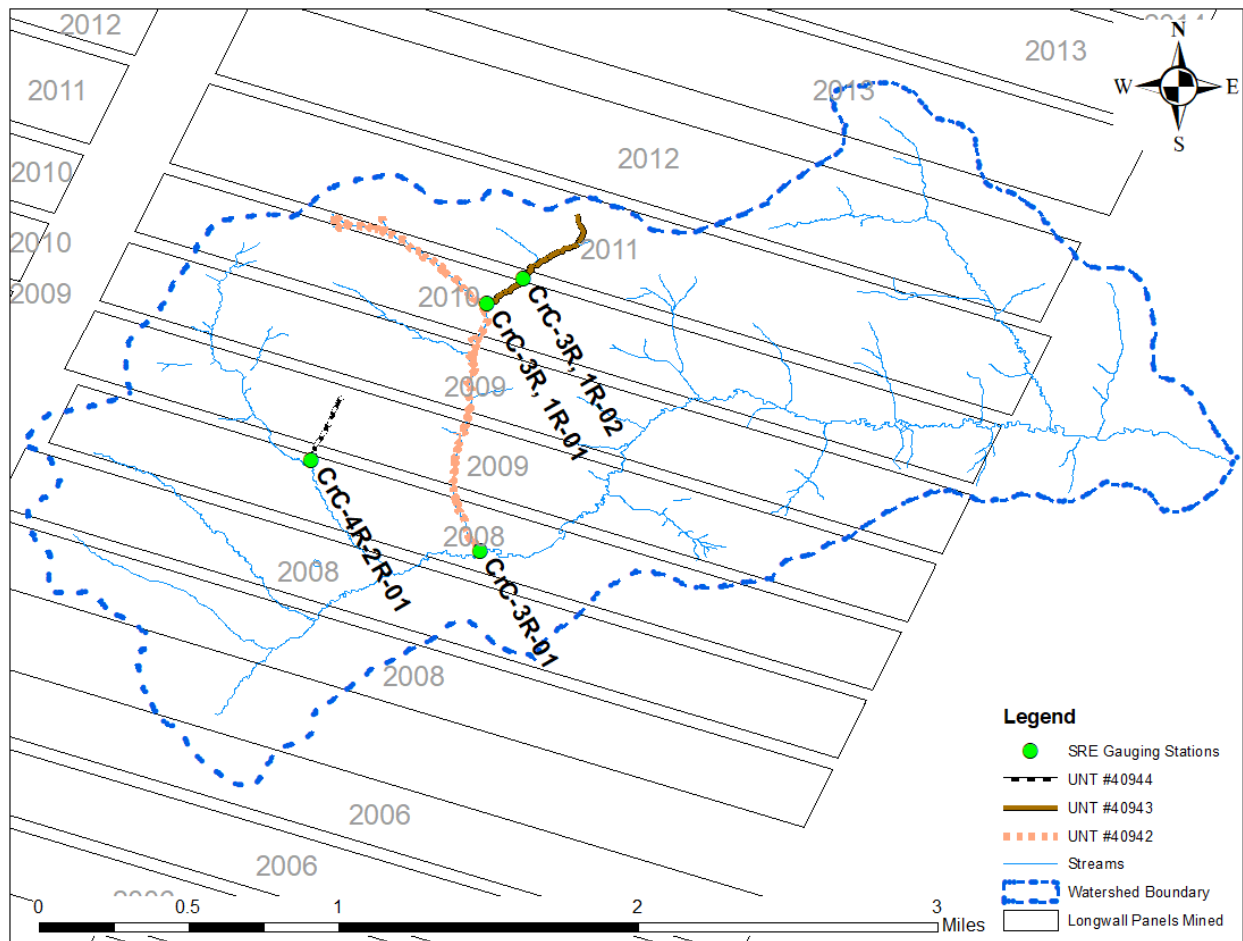 2012
2014
2013
N
W E
S
2011
2013
2012
2010
2010
2011
2009
2010
CrC-3R, 1R-02
CrC-3R, 1R-01
2009
2009
CrC-4R-2R-01
2008
2008
CrC-3R-01
2008
2006
2006
Legend
SRE Gauging Stations
UNT #40944
UNT #40943
UNT #40942
Streams
Watershed Boundary
Longwall Panels Mined
0 0.5 1 2 3
Miles